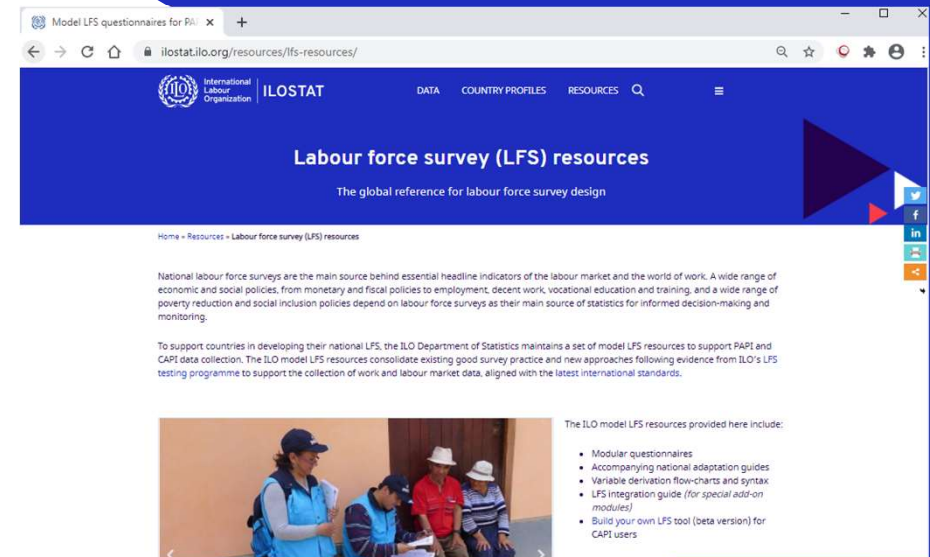 Model LFS questionnaires for PA
ilostat.ilo.org/resources/lfs-resources/
International
Labour
Organization
ILOSTAT
DATA COUNTRY PROFILES RESOURCES
Labour force survey (LFS) resources
The global reference for labour force survey design
Home » Resources » Labour force survey (LFS) resources
National labour force surveys are the main source behind essential headline indicators of the labour market and the world of work. A wide range of
economic and social policies, from monetary and fiscal policies to employment, decent work, vocational education and training, and a wide range of
poverty reduction and social inclusion policies depend on labour force surveys as their main source of statistics for informed decision-making and
monitoring.
To support countries in developing their national LFS, the ILO Department of Statistics maintains a set of model LFS resources to support PAPI and
CAPI data collection. The ILO model LFS resources consolidate existing good survey practice and new approaches following evidence from ILO's LFS
testing programme to support the collection of work and labour market data, aligned with the latest international standards.
The ILO model LFS resources provided here include:
• Modular questionnaires
• Accompanying national adaptation guides
• Variable derivation flow-charts and syntax
• LFS integration guide (for special add-on
modules)
• Build your own LFS tool (beta version) for
CAPI users